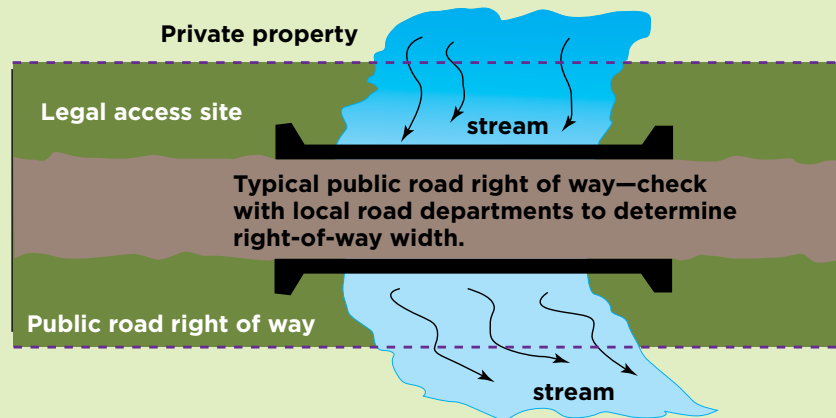 Private property
Legal access site
stream
Typical public road right of way—check
with local road departments to determine
right-of-way width.
Public road right of way
stream